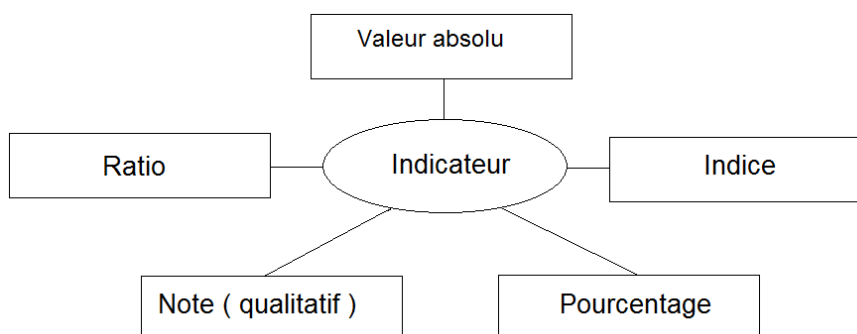 Valeur absolu
Ratio
Indicateur
Indice
Note ( qualitatif )
Pourcentage